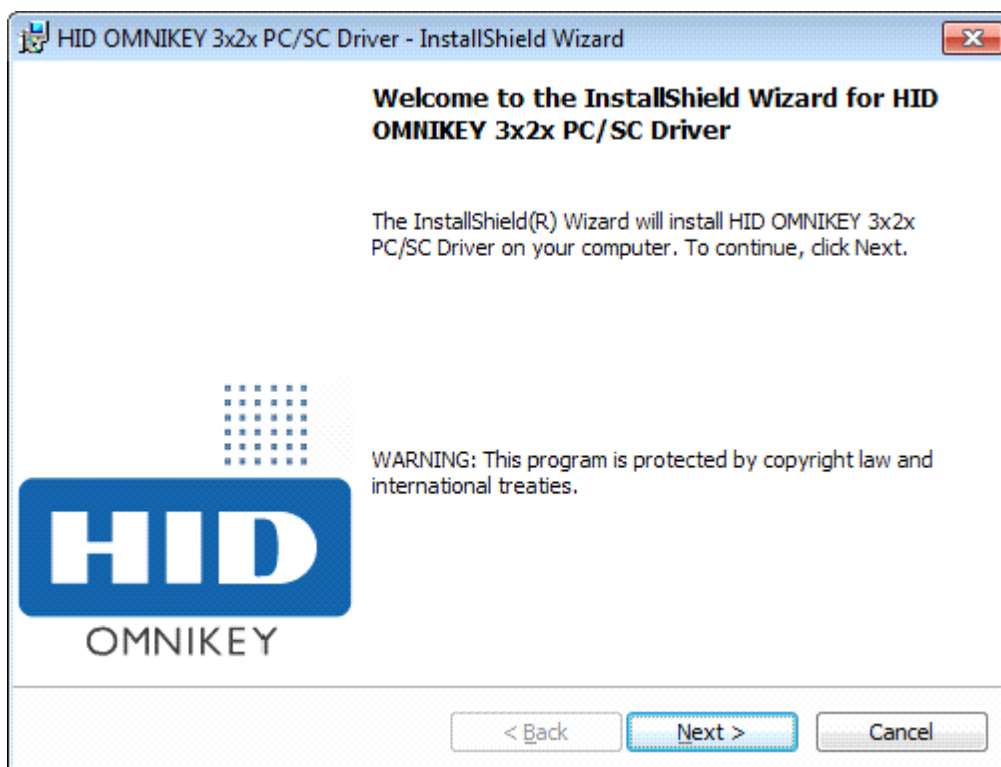 HID OMNIKEY 3x2x PC/SC Driver - InstallShield Wizard
Welcome to the InstallShield Wizard for HID
OMNIKEY 3x2x PC/SC Driver
The InstallShield(R) Wizard will install HID OMNIKEY 3x2x
PC/SC Driver on your computer. To continue, click Next.
WARNING: This program is protected by copyright law and
international treaties.
HID
OMNIKEY
< Back
Next >
Cancel